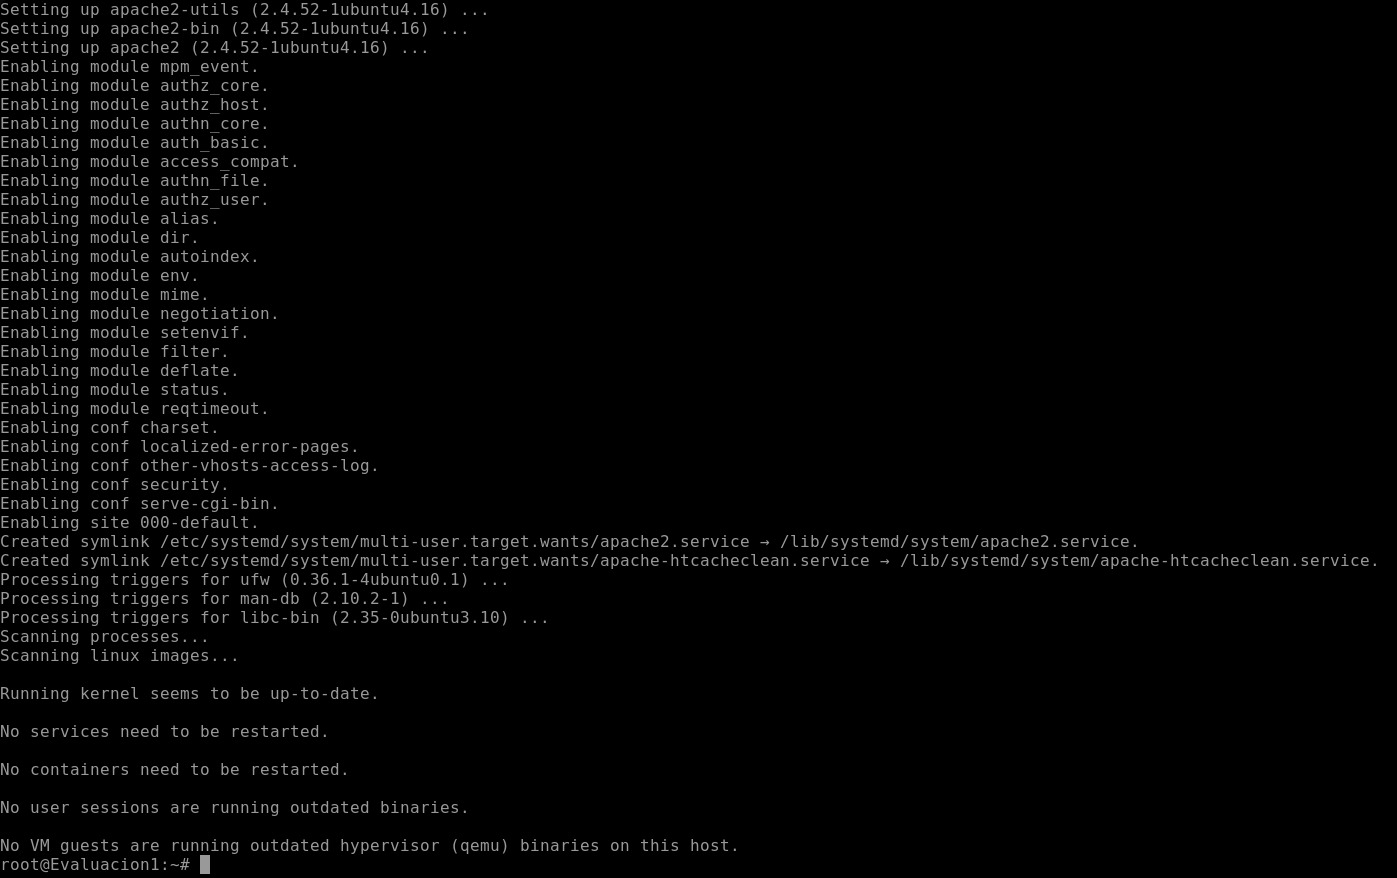 Setting up apache2-utils (2.4.52-1ubuntu4.16) ...
Setting up apache2-bin (2.4.52-1ubuntu4.16) ...
Setting up apache2 (2.4.52-1ubuntu4.16) ...
Enabling module mpm_event.
Enabling module authz_core.
Enabling module authz_host.
Enabling module authn_core.
Enabling module auth_basic.
Enabling module access_compat.
Enabling module authn_file.
Enabling module authz_user.
Enabling module alias.
Enabling module dir.
Enabling module autoindex.
Enabling module env.
Enabling module mime.
Enabling module negotiation.
Enabling module setenvif.
Enabling module filter.
Enabling module deflate.
Enabling module status.
Enabling module reqtimeout.
Enabling conf charset.
Enabling conf localized-error-pages.
Enabling conf other-vhosts-access-log.
Enabling conf security.
Enabling conf serve-cgi-bin.
Enabling site 000-default.
Created symlink /etc/systemd/system/multi-user.target.wants/apache2.service → /lib/systemd/system/apache2.service.
Created symlink /etc/systemd/system/multi-user.target.wants/apache-htcacheclean.service → /lib/systemd/system/apache-htcacheclean.service.
Processing triggers for ufw (0.36.1-4ubuntu0.1) ...
Processing triggers for man-db (2.10.2-1) ...
Processing triggers for libc-bin (2.35-0ubuntu3.10) ...
Scanning processes...
Scanning linux images...
Running kernel seems to be up-to-date.
No services need to be restarted.
No containers need to be restarted.
No user sessions are running outdated binaries.
No VM guests are running outdated hypervisor (qemu) binaries on this host.
root@Evaluacion1:~#